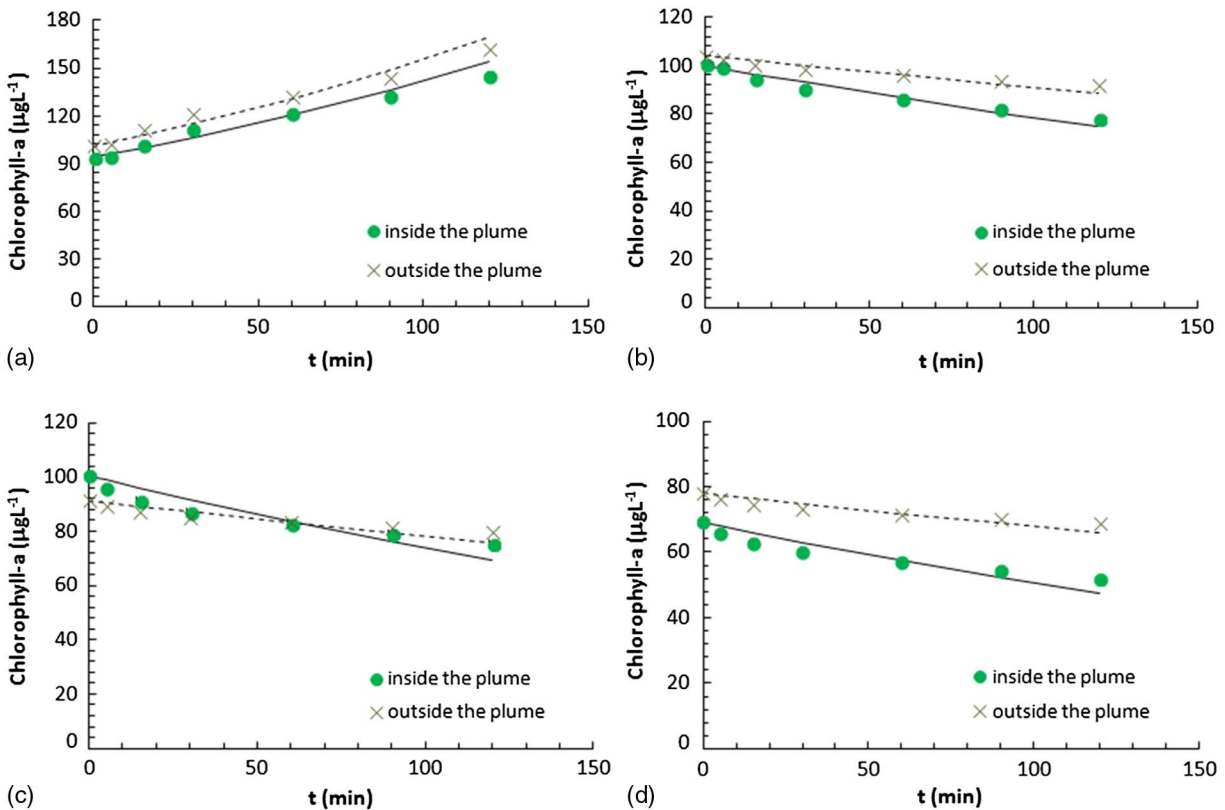 180
150
120
90
60
30
0
Chlorophyll-a (µgL⁻¹)
inside the plume
outside the plume
0 50 100 150
t (min)
(a)
120
100
80
60
40
20
0
Chlorophyll-a (µgL⁻¹)
inside the plume
outside the plume
0 50 100 150
t (min)
(b)
120
100
80
60
40
20
0
Chlorophyll-a (µgL⁻¹)
inside the plume
outside the plume
0 50 100 150
t (min)
(c)
100
80
60
40
20
0
Chlorophyll-a (µgL⁻¹)
inside the plume
outside the plume
0 50 100 150
t (min)
(d)